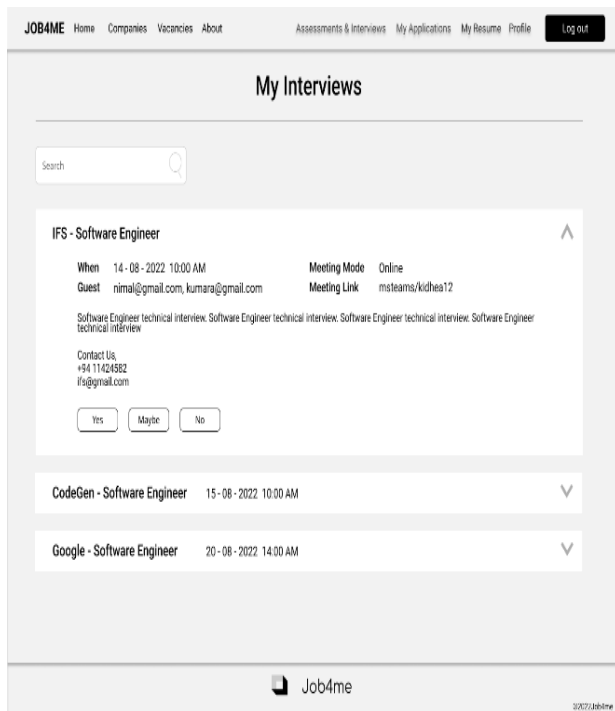 JOB4ME Home Companies Vacancies About Assessments & Interviews My Applications My Resume Profile Log out
My Interviews
Search
IFS - Software Engineer
When 14 - 08 - 2022 10:00 AM Meeting Mode Online
Guest nimal@gmail.com, kumara@gmail.com Meeting Link msteams/kidhea12
Software Engineer technical interview. Software Engineer technical interview. Software Engineer technical interview. Software Engineer
technical interview
Contact Us,
+94 11424582
ifs@gmail.com
Yes Maybe No
CodeGen - Software Engineer 15 - 08 - 2022 10:00 AM
Google - Software Engineer 20 - 08 - 2022 14:00 AM
Job4me
©2022Job4me